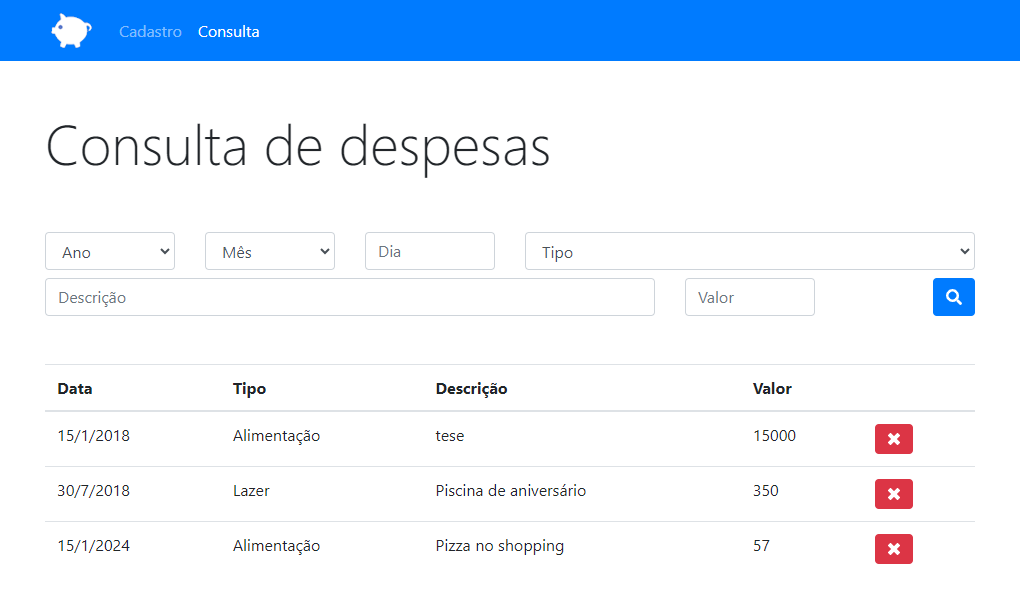 Cadastro Consulta
Consulta de despesas
Ano Mês Dia Tipo
Descrição Valor
Data Tipo Descrição Valor
15/1/2018 Alimentação tese 15000
30/7/2018 Lazer Piscina de aniversário 350
15/1/2024 Alimentação Pizza no shopping 57